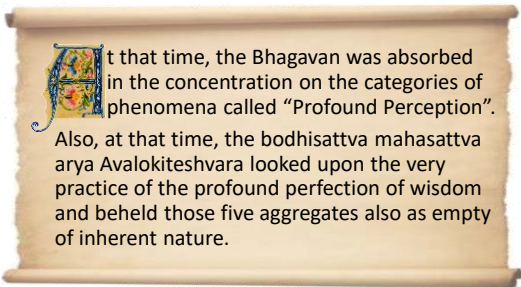 At that time, the Bhagavan was absorbed
in the concentration on the categories of
phenomena called “Profound Perception”.
Also, at that time, the bodhisattva mahasattva
arya Avalokiteshvara looked upon the very
practice of the profound perfection of wisdom
and beheld those five aggregates also as empty
of inherent nature.